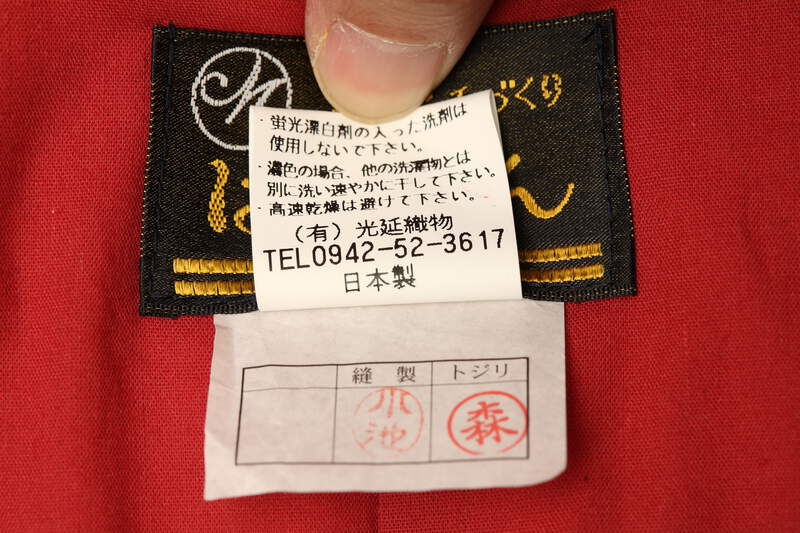 づくり
・蛍光漂白剤の入った洗剤は
使用しないで下さい。
・濃色の場合、他の洗濯物とは
別に洗い速やかに干して下さい。
・高速乾燥は避けて下さい。
(有)光延織物
TEL0942-52-3617
日本製
は
ん
縫製 トジリ
小池 森